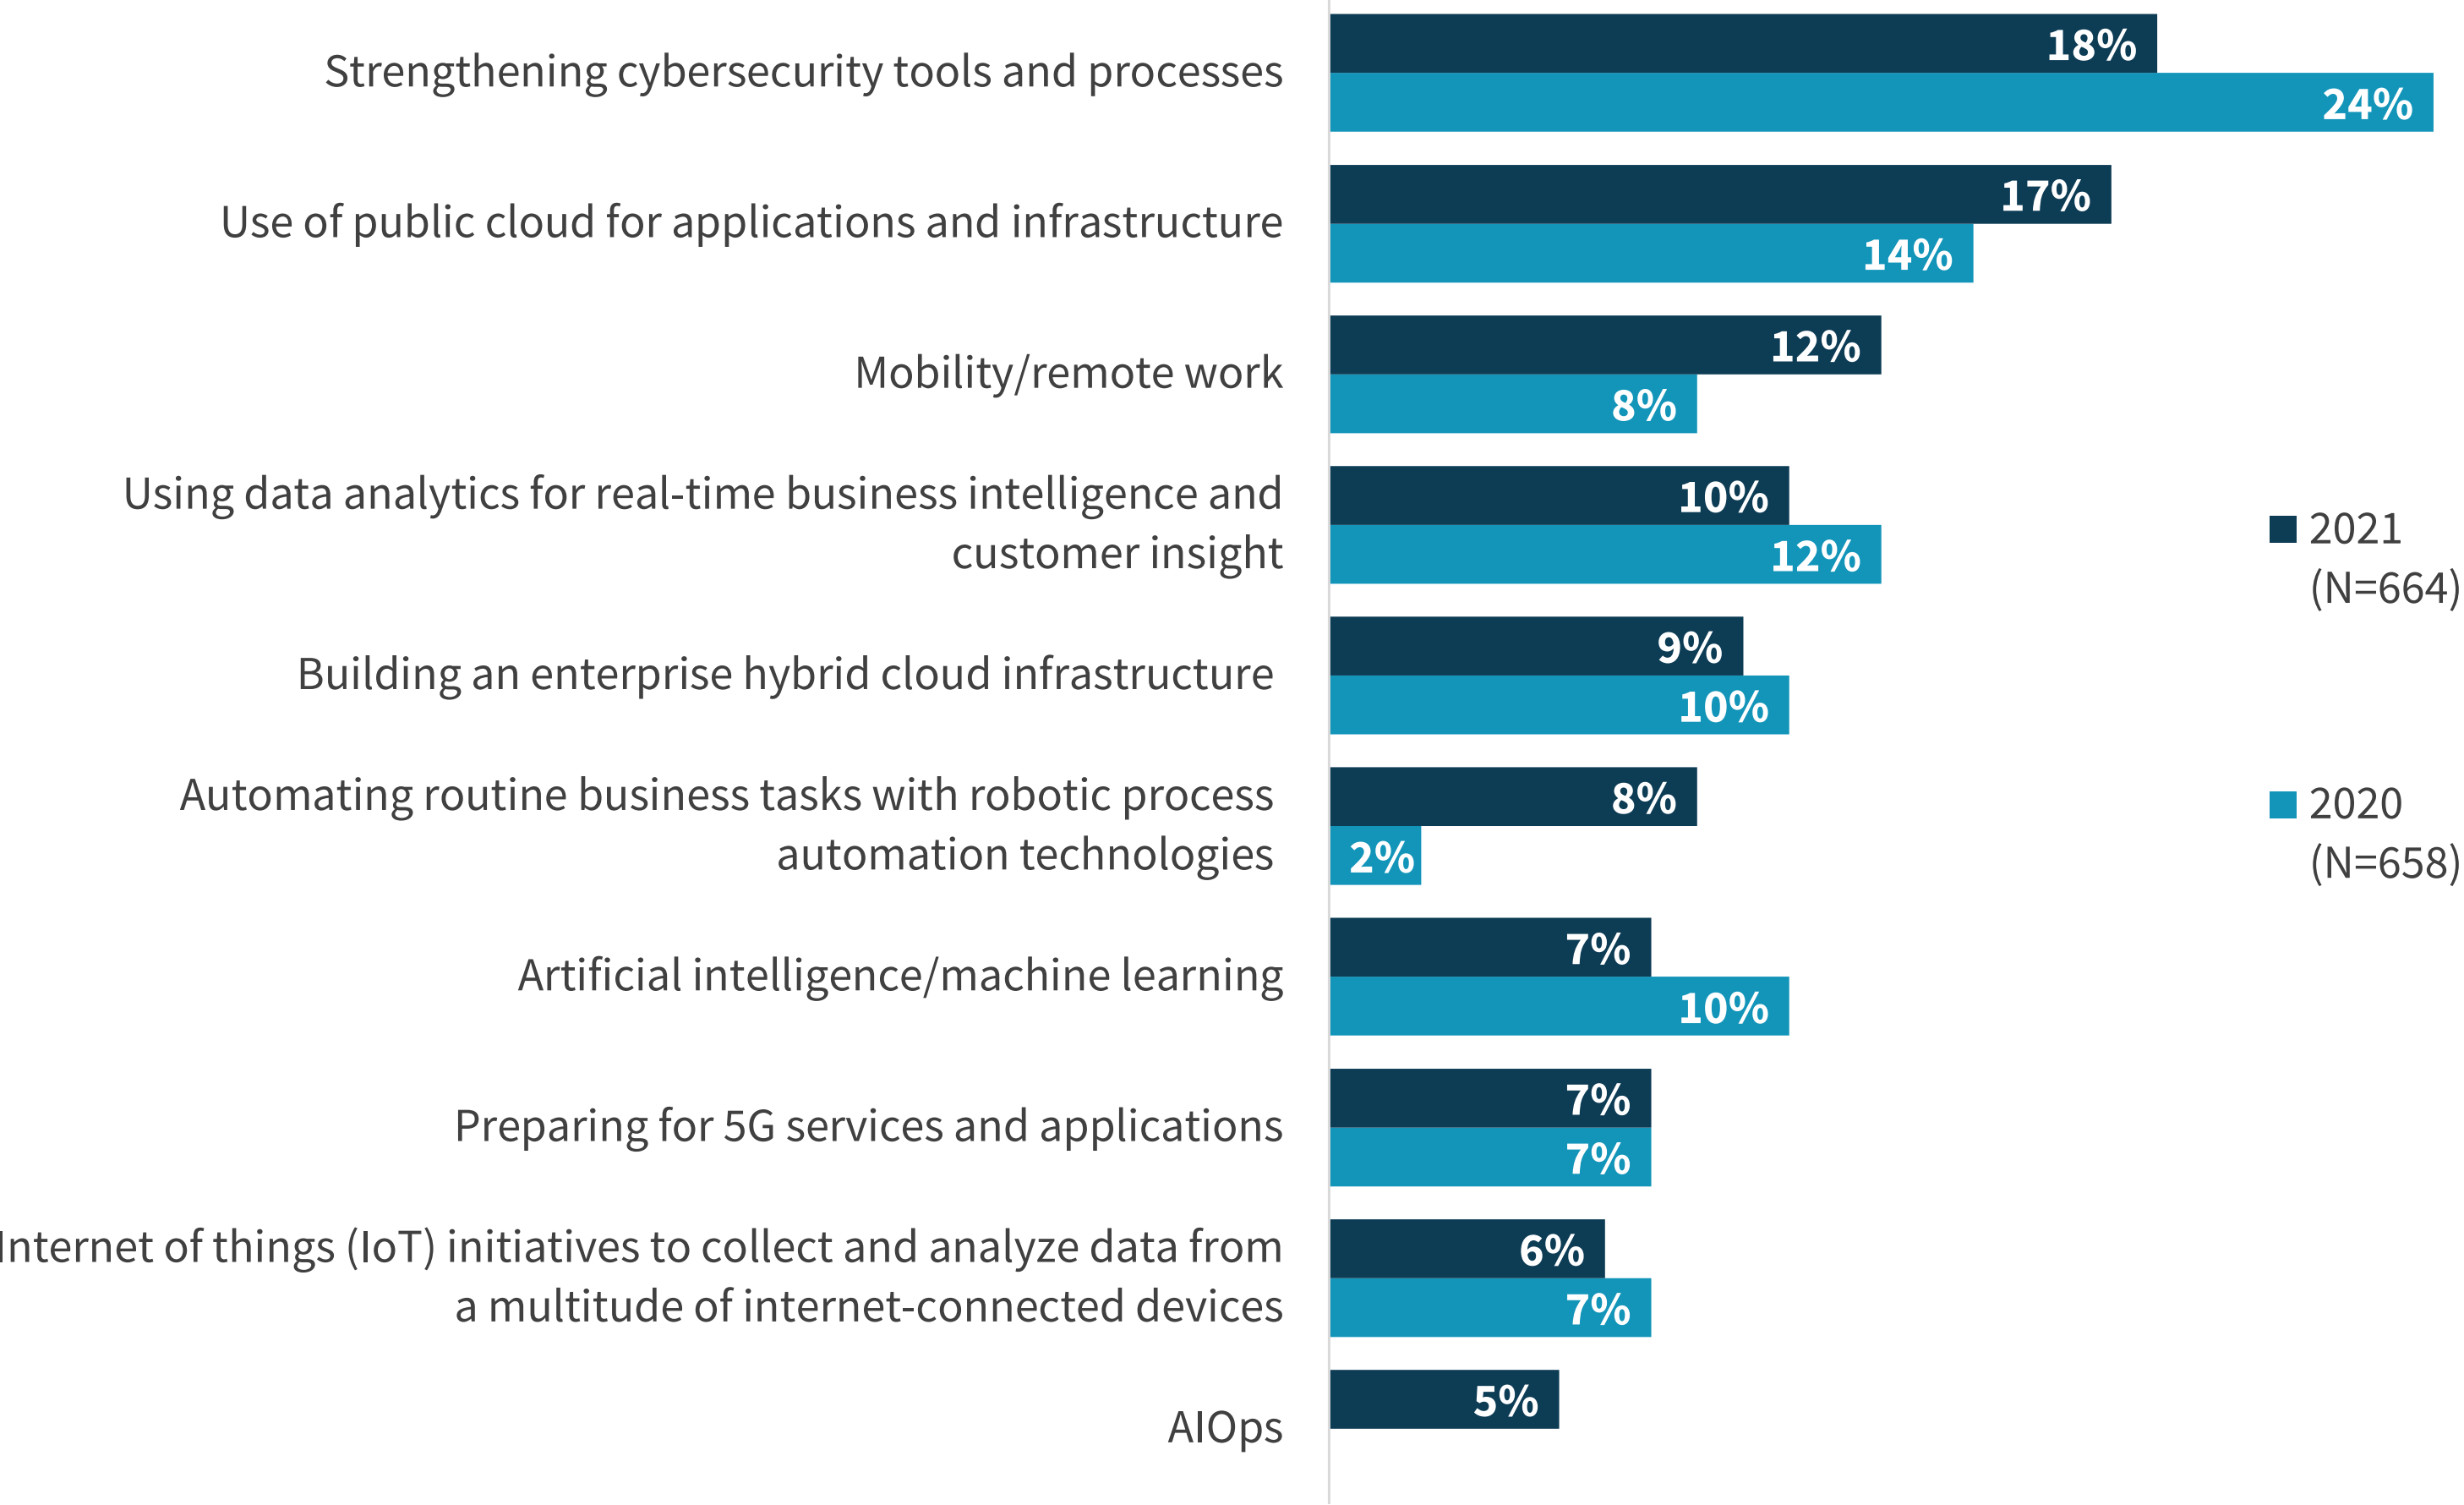 Strengthening cybersecurity tools and processes
18%
24%
Use of public cloud for applications and infrastructure
17%
14%
Mobility/remote work
12%
8%
Using data analytics for real-time business intelligence and
customer insight
10%
12%
Building an enterprise hybrid cloud infrastructure
9%
10%
Automating routine business tasks with robotic process
automation technologies
8%
2%
Artificial intelligence/machine learning
7%
10%
Preparing for 5G services and applications
7%
7%
Internet of things (IoT) initiatives to collect and analyze data from
a multitude of internet-connected devices
6%
7%
AIOps
5%
2021
(N=664)
2020
(N=658)